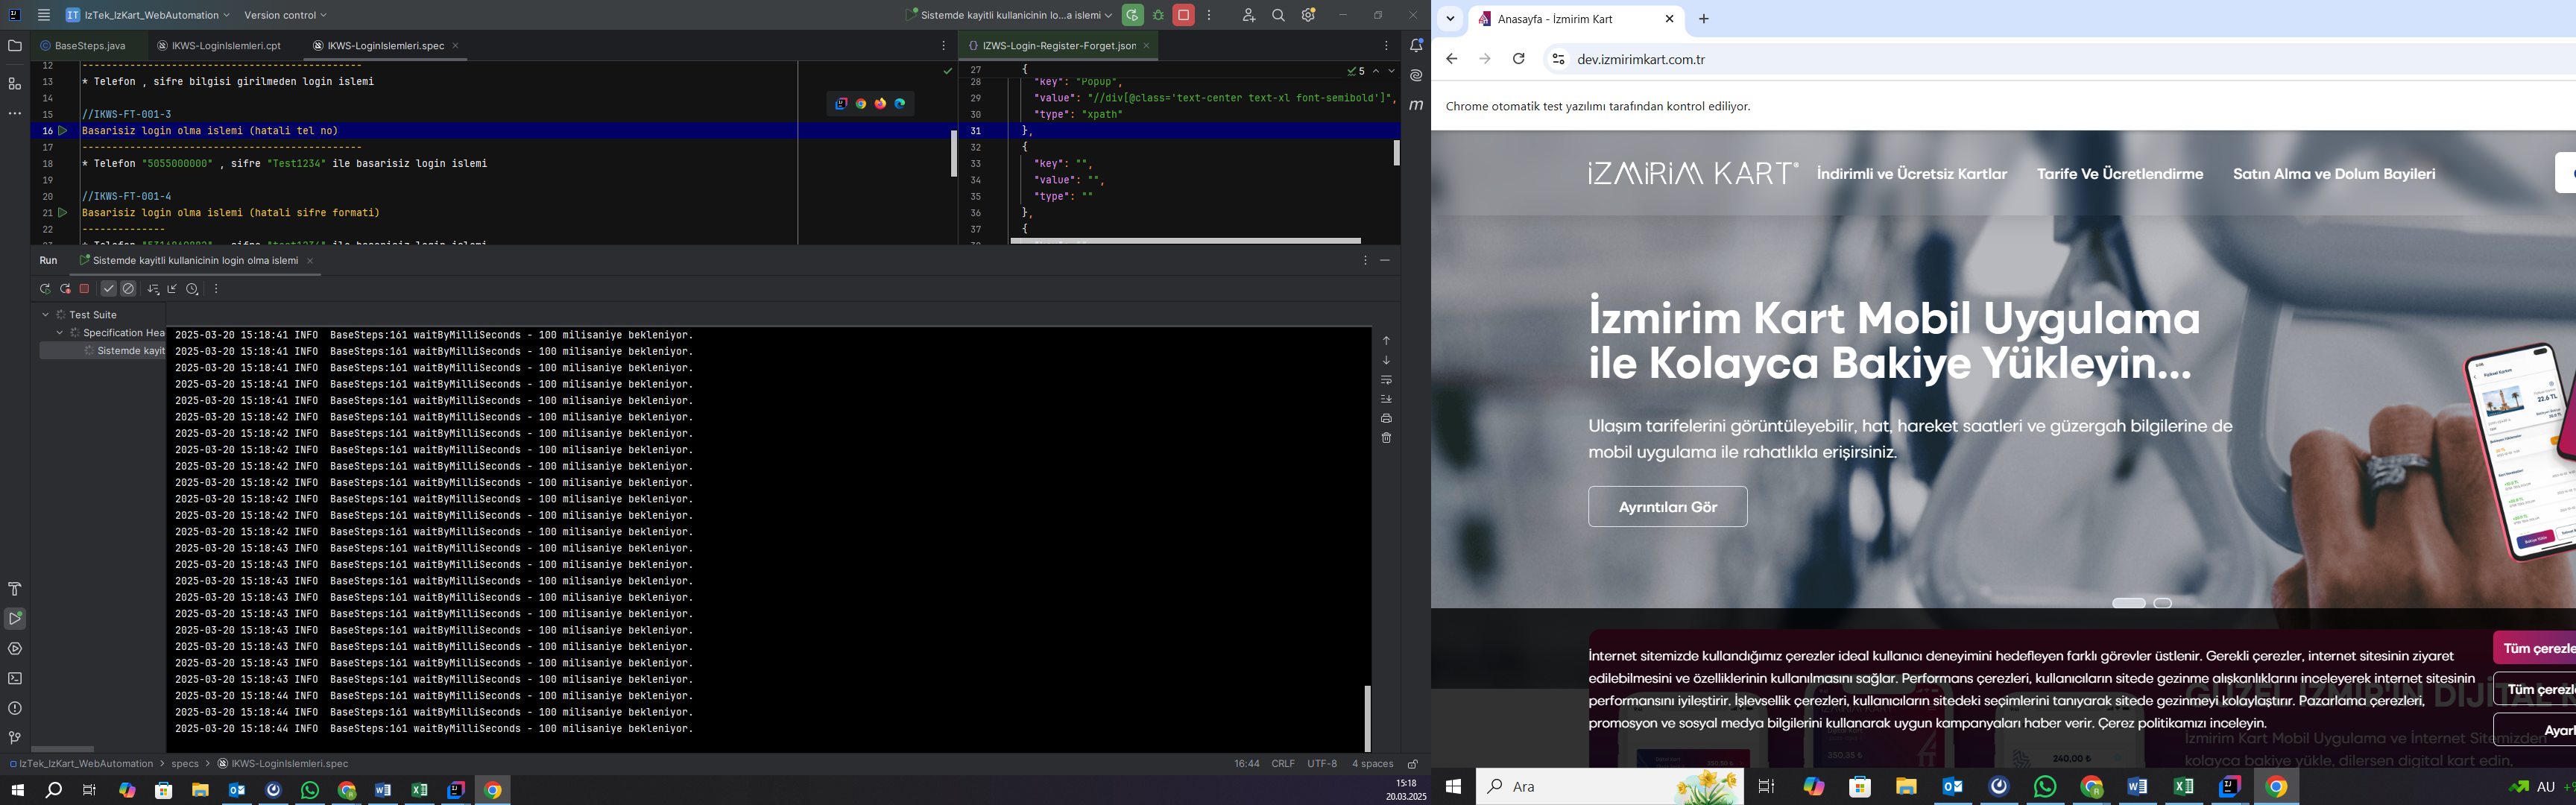 IT IzTek_IzKart_WebAutomation Version control
Sistemde kayitli kullanicinin lo...a islemi
BaseSteps.java IKWS-LoginIslemleri.cpt IKWS-LoginIslemleri.spec
12 ----------------------------------------------
13 * Telefon , sifre bilgisi girilmeden login islemi
14
15 //IKWS-FT-001-3
16 Basarisiz login olma islemi (hatali tel no)
17 ----------------------------------------------
18 * Telefon "5055000000" , sifre "Test1234" ile basarisiz login islemi
19
20 //IKWS-FT-001-4
21 Basarisiz login olma islemi (hatali sifre formati)
22 --------------
IZWS-Login-Register-Forget.json
5
27 {
28 "key": "Popup",
29 "value": "//div[@class='text-center text-xl font-semibold']",
30 "type": "xpath"
31 },
32 {
33 "key": "",
34 "value": "",
35 "type": ""
36 },
37 {
Run Sistemde kayitli kullanicinin login olma islemi
Test Suite
Specification Hea
Sistemde kayit
2025-03-20 15:18:41 INFO BaseSteps:161 waitByMilliSeconds - 100 milisaniye bekleniyor.
2025-03-20 15:18:41 INFO BaseSteps:161 waitByMilliSeconds - 100 milisaniye bekleniyor.
2025-03-20 15:18:41 INFO BaseSteps:161 waitByMilliSeconds - 100 milisaniye bekleniyor.
2025-03-20 15:18:41 INFO BaseSteps:161 waitByMilliSeconds - 100 milisaniye bekleniyor.
2025-03-20 15:18:41 INFO BaseSteps:161 waitByMilliSeconds - 100 milisaniye bekleniyor.
2025-03-20 15:18:42 INFO BaseSteps:161 waitByMilliSeconds - 100 milisaniye bekleniyor.
2025-03-20 15:18:42 INFO BaseSteps:161 waitByMilliSeconds - 100 milisaniye bekleniyor.
2025-03-20 15:18:42 INFO BaseSteps:161 waitByMilliSeconds - 100 milisaniye bekleniyor.
2025-03-20 15:18:42 INFO BaseSteps:161 waitByMilliSeconds - 100 milisaniye bekleniyor.
2025-03-20 15:18:42 INFO BaseSteps:161 waitByMilliSeconds - 100 milisaniye bekleniyor.
2025-03-20 15:18:42 INFO BaseSteps:161 waitByMilliSeconds - 100 milisaniye bekleniyor.
2025-03-20 15:18:42 INFO BaseSteps:161 waitByMilliSeconds - 100 milisaniye bekleniyor.
2025-03-20 15:18:42 INFO BaseSteps:161 waitByMilliSeconds - 100 milisaniye bekleniyor.
2025-03-20 15:18:43 INFO BaseSteps:161 waitByMilliSeconds - 100 milisaniye bekleniyor.
2025-03-20 15:18:43 INFO BaseSteps:161 waitByMilliSeconds - 100 milisaniye bekleniyor.
2025-03-20 15:18:43 INFO BaseSteps:161 waitByMilliSeconds - 100 milisaniye bekleniyor.
2025-03-20 15:18:43 INFO BaseSteps:161 waitByMilliSeconds - 100 milisaniye bekleniyor.
2025-03-20 15:18:43 INFO BaseSteps:161 waitByMilliSeconds - 100 milisaniye bekleniyor.
2025-03-20 15:18:43 INFO BaseSteps:161 waitByMilliSeconds - 100 milisaniye bekleniyor.
2025-03-20 15:18:43 INFO BaseSteps:161 waitByMilliSeconds - 100 milisaniye bekleniyor.
2025-03-20 15:18:43 INFO BaseSteps:161 waitByMilliSeconds - 100 milisaniye bekleniyor.
2025-03-20 15:18:43 INFO BaseSteps:161 waitByMilliSeconds - 100 milisaniye bekleniyor.
2025-03-20 15:18:44 INFO BaseSteps:161 waitByMilliSeconds - 100 milisaniye bekleniyor.
2025-03-20 15:18:44 INFO BaseSteps:161 waitByMilliSeconds - 100 milisaniye bekleniyor.
2025-03-20 15:18:44 INFO BaseSteps:161 waitByMilliSeconds - 100 milisaniye bekleniyor.
IzTek_IzKart_WebAutomation > specs > IKWS-LoginIslemleri.spec
16:44 CRLF UTF-8 4 spaces
15:18
20.03.2025
Anasayfa - İzmirim Kart
dev.izmirimkart.com.tr
Chrome otomatik test yazılımı tarafından kontrol ediliyor.
İZMİRİM KART® İndirimli ve Ücretsiz Kartlar Tarife Ve Ücretlendirme Satın Alma ve Dolum Bayileri
İzmirim Kart Mobil Uygulama
ile Kolayca Bakiye Yükleyin...
Ulaşım tarifelerini görüntüleyebilir, hat, hareket saatleri ve güzergah bilgilerine de
mobil uygulama ile rahatlıkla erişirsiniz.
Ayrıntıları Gör
İnternet sitemizde kullandığımız çerezler ideal kullanıcı deneyimini hedefleyen farklı görevler üstlenir. Gerekli çerezler, internet sitesinin ziyaret
edilebilmesini ve özelliklerinin kullanılmasını sağlar. Performans çerezleri, kullanıcıların sitede gezinme alışkanlıklarını inceleyerek internet sitesinin
performansını iyileştirir. İşlevsellik çerezleri, kullanıcıların sitedeki seçimlerini tanıyarak sitede gezinmeyi kolaylaştırır. Pazarlama çerezleri,
promosyon ve sosyal medya bilgilerini kullanarak uygun kampanyaları haber verir. Çerez politikamızı inceleyin.
Tüm çerezle
Tüm çerezle
Ayarl
GÜZEL İZMİR'İN DİJİTAL
İzmirim Kart Mobil Uygulama ve İnternet Sitemizden
kolayca bakiye yükle, dilersen digital kart edin,
350,35 ₺
240,00 ₺
Ara
AU